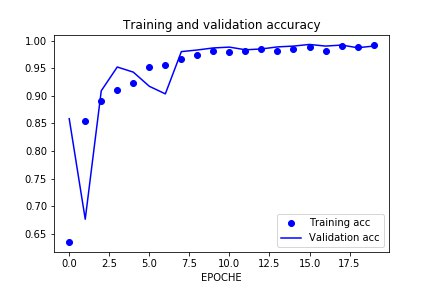 Training and validation accuracy
1.00
0.95
0.90
0.85
0.80
0.75
0.70
0.65
Training acc
Validation acc
0.0 2.5 5.0 7.5 10.0 12.5 15.0 17.5
EPOCHE